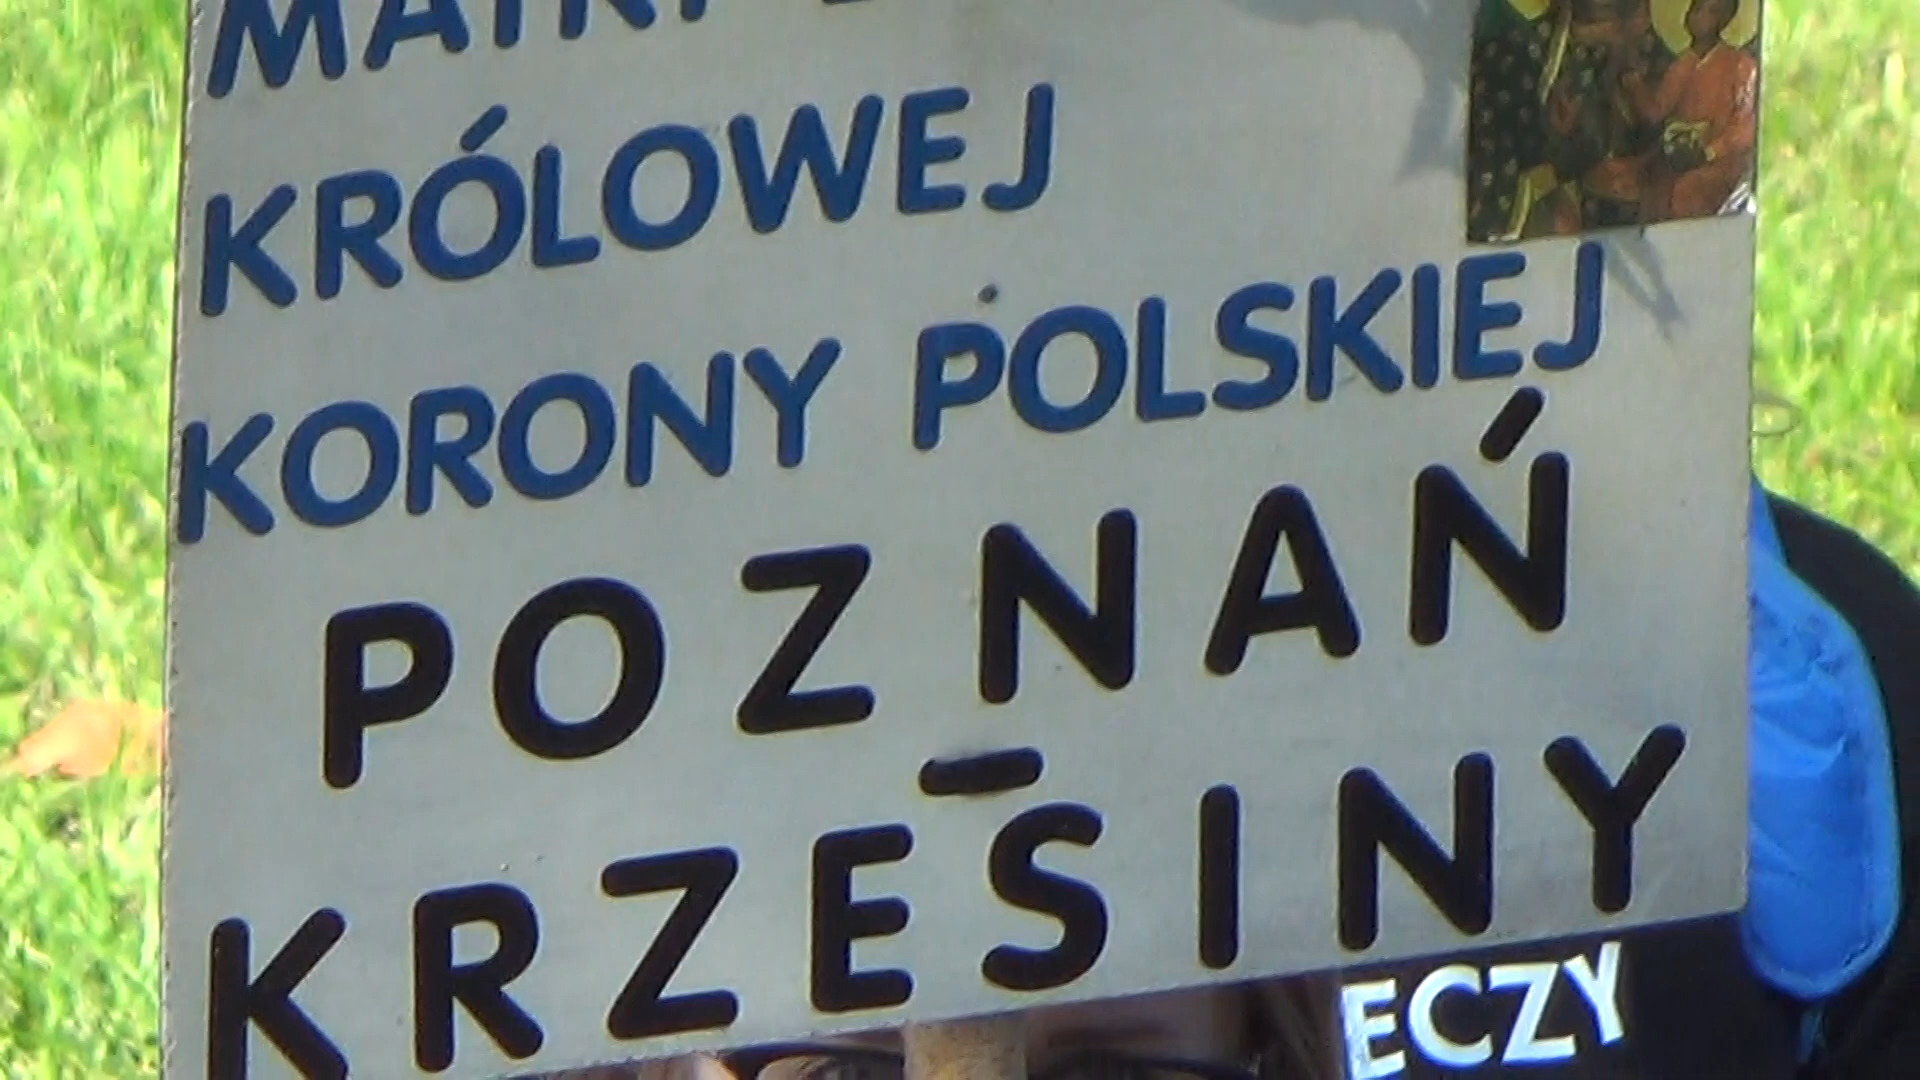 KRÓLOWEJ
KORONY POLSKIEJ
POZNAŃ
-
KRZESINY
ECZY